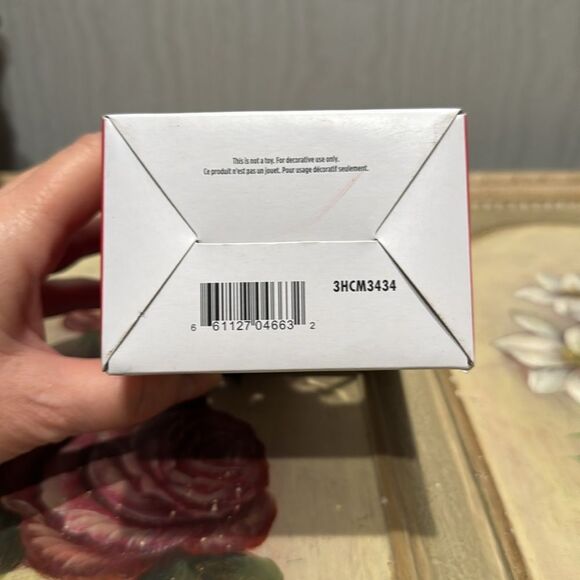 This is not a toy. For decorative use only.
Ce produit n'est pas un jouet. Pour usage décoratif seulement.
3HCM3434
6 61127 04663 2